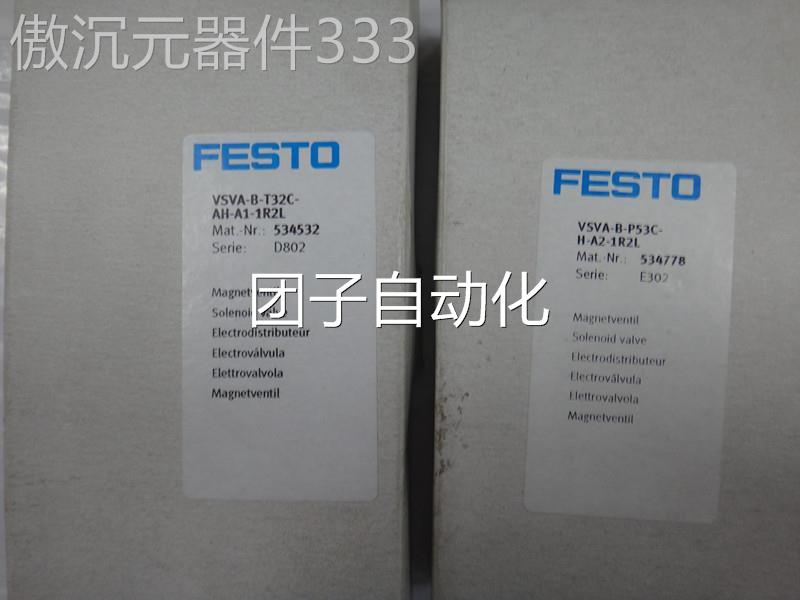 傲沉元器件333
FESTO
VSVA-B-T32C-
AH-A1-1R2L
Mat.-Nr.: 534532
Serie: D802
Magnetventil
Solenoid valve
Electrodistributeur
Electroválvula
Elettrovalvola
Magnetventil
FESTO
VSVA-B-P53C-
H-A2-1R2L
Mat.-Nr.: 534778
Serie: E302
Magnetventil
Solenoid valve
Electrodistributeur
Electroválvula
Elettrovalvola
Magnetventil
团子自动化